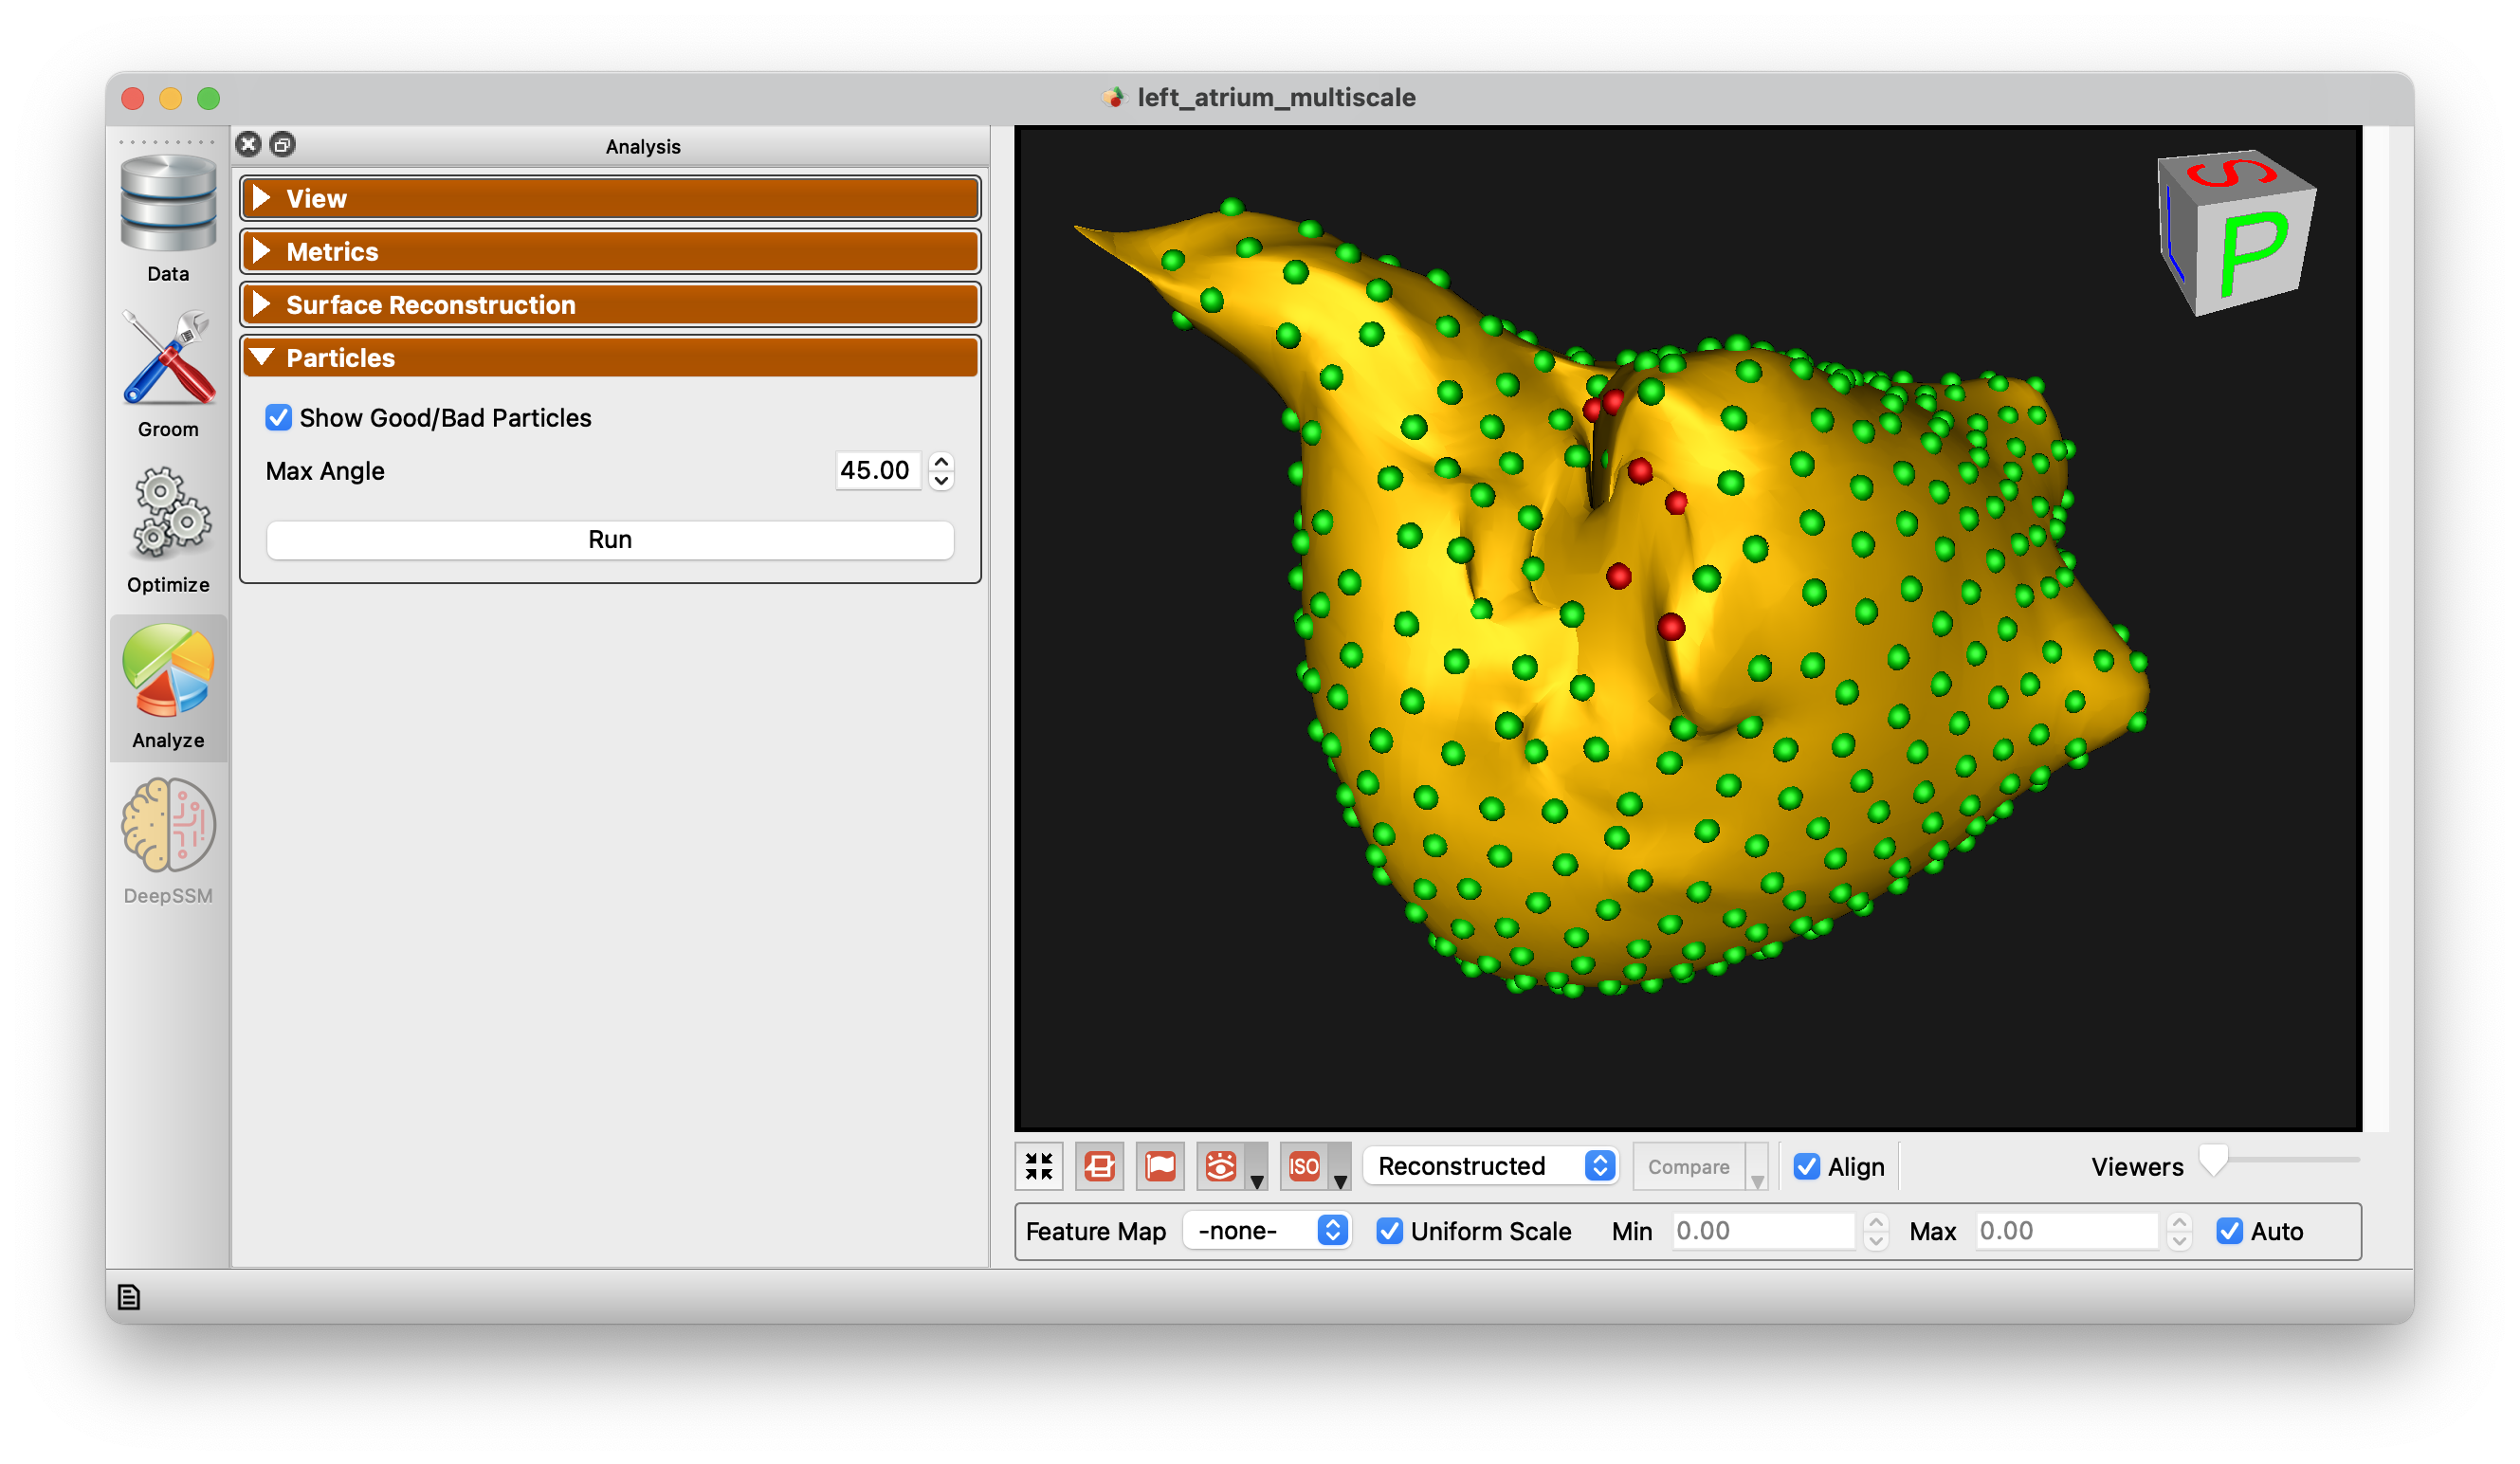 left_atrium_multiscale
Analysis
Data
Groom
Optimize
Analyze
DeepSSM
View
Metrics
Surface Reconstruction
Particles
Show Good/Bad Particles
Max Angle 45.00
Run
S
P
L
ISO Reconstructed Compare Align Viewers
Feature Map -none- Uniform Scale Min 0.00 Max 0.00 Auto